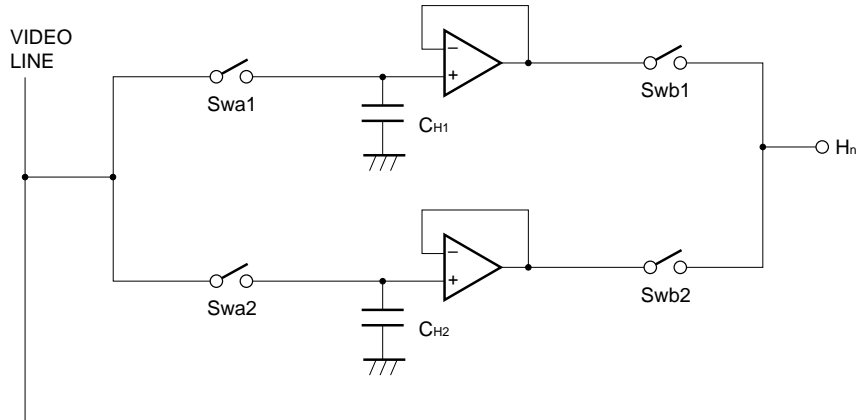 VIDEO
LINE
−
+
Swa1
CH1
Swb1
Hn
−
+
Swa2
CH2
Swb2